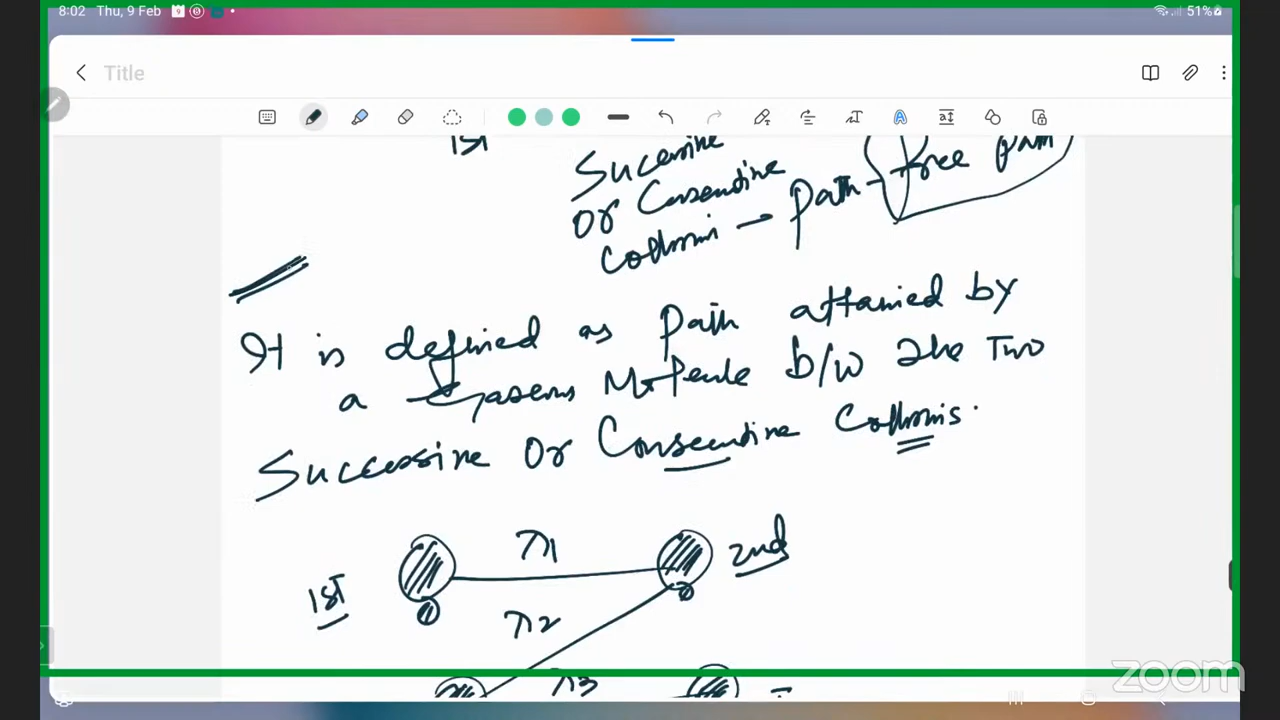 8:02 Thu, 9 Feb
51%
Title
1st
Sucessive
Or Consecutive
Collisions - Path - free path
It is defined as Path attained by
a Gaseous Molecule b/w the Two
Successive Or Consecutive Collisions.
1st λ1 2nd
λ2
λ3
zoom